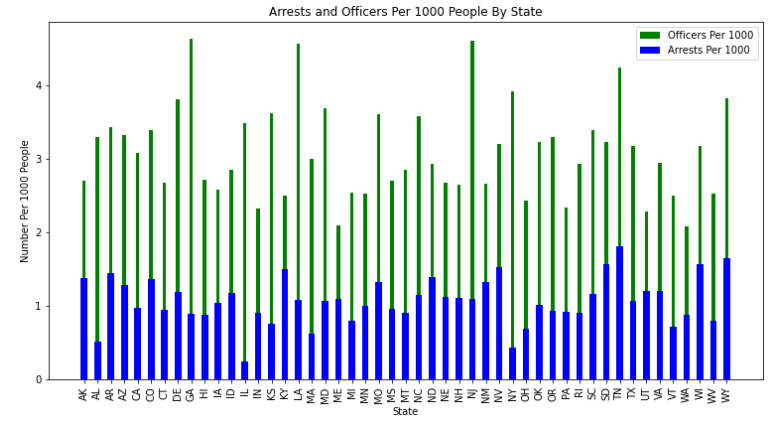 Arrests and Officers Per 1000 People By State
Officers Per 1000
Arrests Per 1000
Number Per 1000 People
4
3
2
1
0
AK AL AR AZ CA CO CT DE GA HI IA ID IL IN KS KY LA MA MD ME MI MN MO MS MT NC ND NE NH NJ NM NV NY OH OK OR PA RI SC SD TN TX UT VA VT WA WI WV WY
State